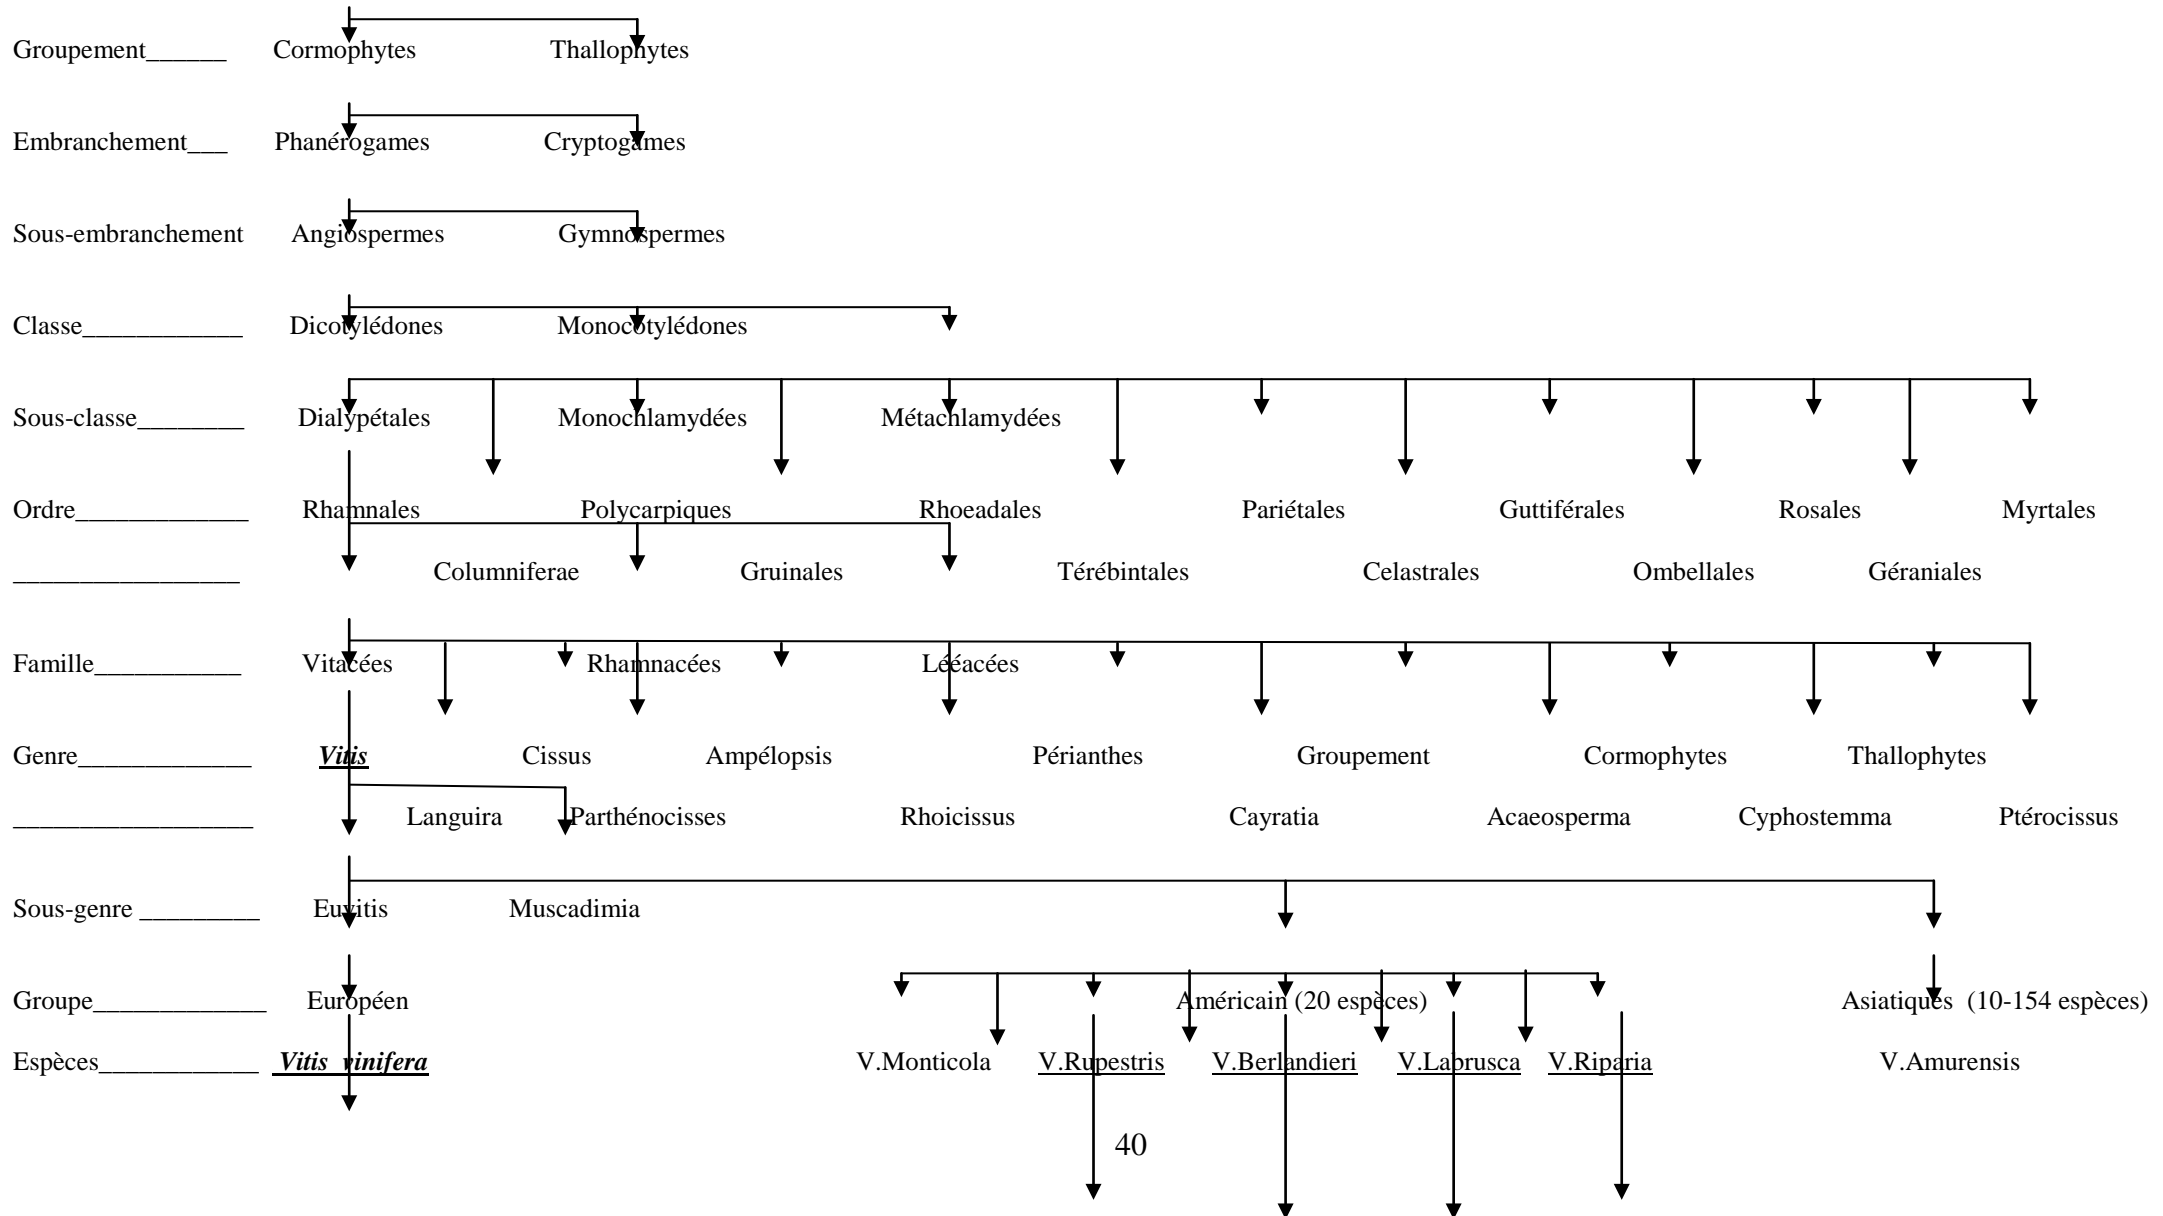 Groupement______ Cormophytes Thallophytes
Embranchement___ Phanérogames Cryptogames
Sous-embranchement Angiospermes Gymnospermes
Classe____________ Dicotylédones Monocotylédones
Sous-classe________ Dialypétales Monochlamydées Métachlamydées
Ordre_____________ Rhamnales Polycarpiques Rhoeadales Pariétales Guttiférales Rosales Myrtales
_________________ Columniferae Gruinales Térébintales Celastrales Ombellales Géraniales
Famille___________ Vitacées Rhamnacées Lééacées
Genre_____________ Vitis Cissus Ampélopsis Périanthes Groupement Cormophytes Thallophytes
__________________ Languira Parthénocisses Rhoicissus Cayratia Acaeosperma Cyphostemma Ptérocissus
Sous-genre _________ Euvitis Muscadimia
Groupe_____________ Européen Américain (20 espèces) Asiatiques (10-154 espèces)
Espèces____________ Vitis vinifera V.Monticola V.Rupestris V.Berlandieri V.Labrusca V.Riparia V.Amurensis
40